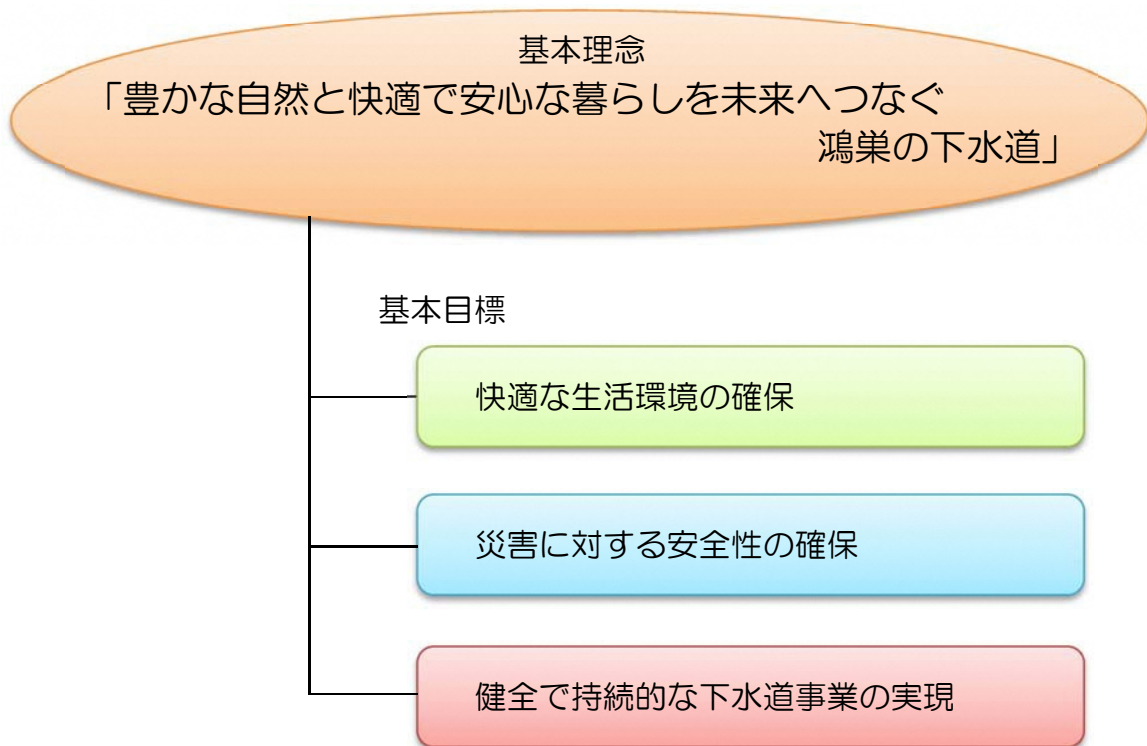 基本理念
「豊かな自然と快適で安心な暮らしを未来へつなぐ
鴻巣の下水道」
基本目標
快適な生活環境の確保
災害に対する安全性の確保
健全で持続的な下水道事業の実現